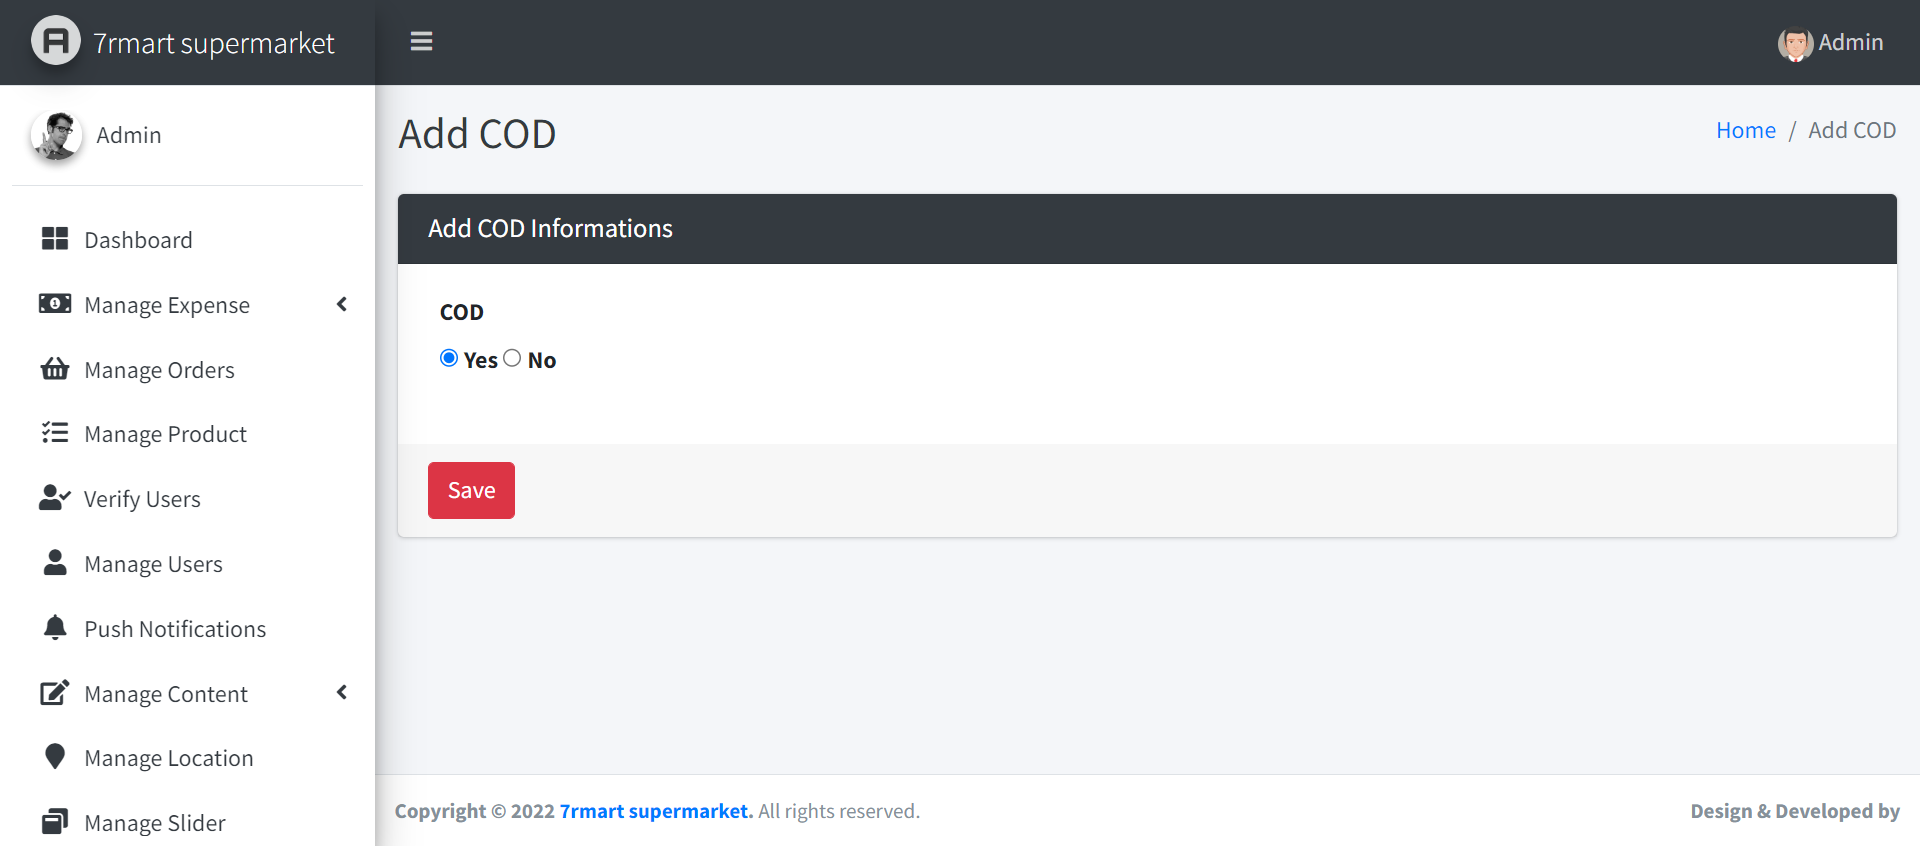 7rmart supermarket
Admin
Admin
Dashboard
Manage Expense
Manage Orders
Manage Product
Verify Users
Manage Users
Push Notifications
Manage Content
Manage Location
Manage Slider
Add COD
Home / Add COD
Add COD Informations
COD
Yes No
Save
Copyright © 2022 7rmart supermarket. All rights reserved.
Design & Developed by